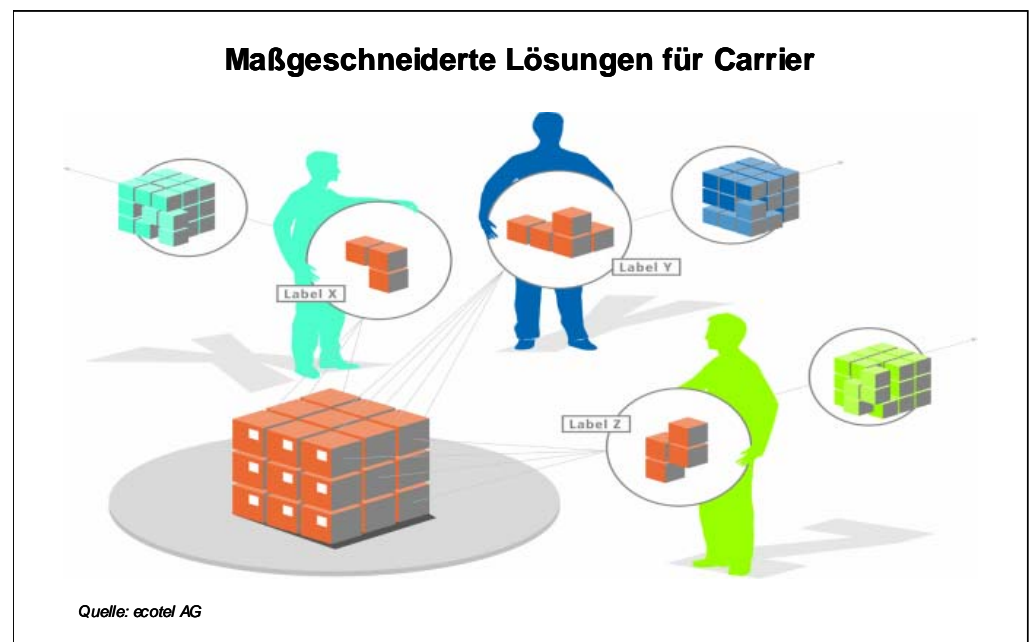 Maßgeschneiderte Lösungen für Carrier
Label X
Label Y
Label Z
Quelle: ecotel AG